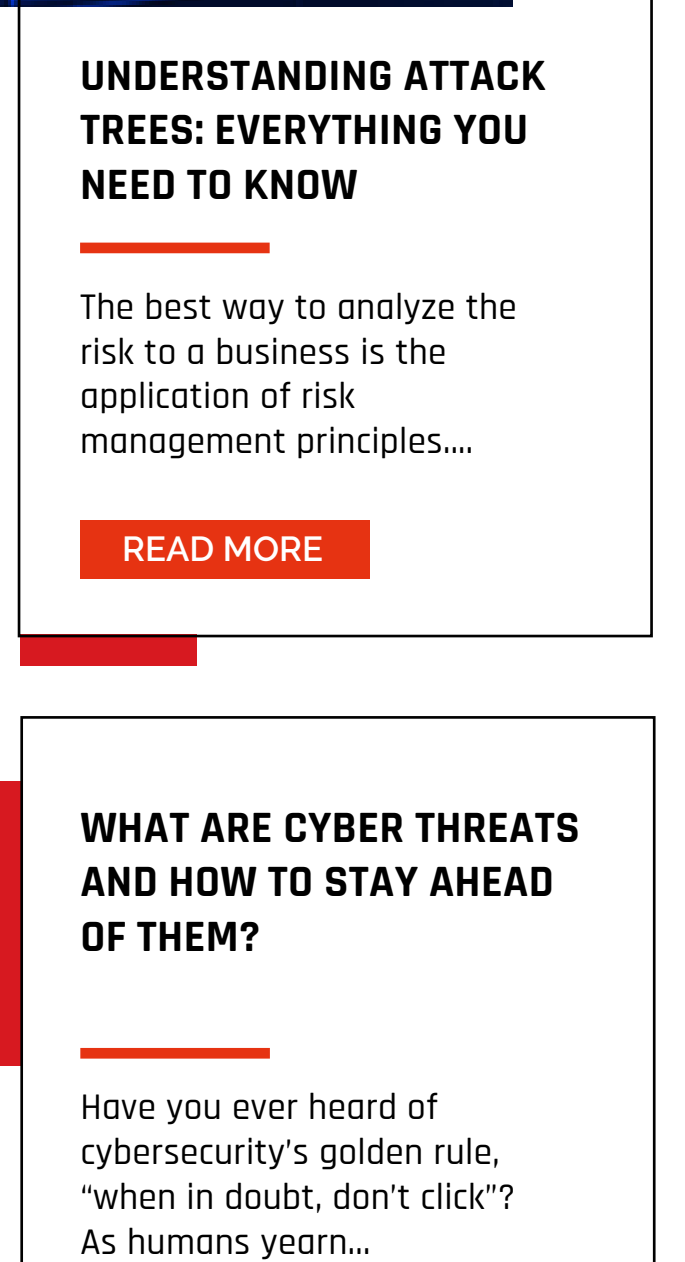 UNDERSTANDING ATTACK
TREES: EVERYTHING YOU
NEED TO KNOW
The best way to analyze the
risk to a business is the
application of risk
management principles....
READ MORE
WHAT ARE CYBER THREATS
AND HOW TO STAY AHEAD
OF THEM?
Have you ever heard of
cybersecurity’s golden rule,
“when in doubt, don’t click”?
As humans yearn...